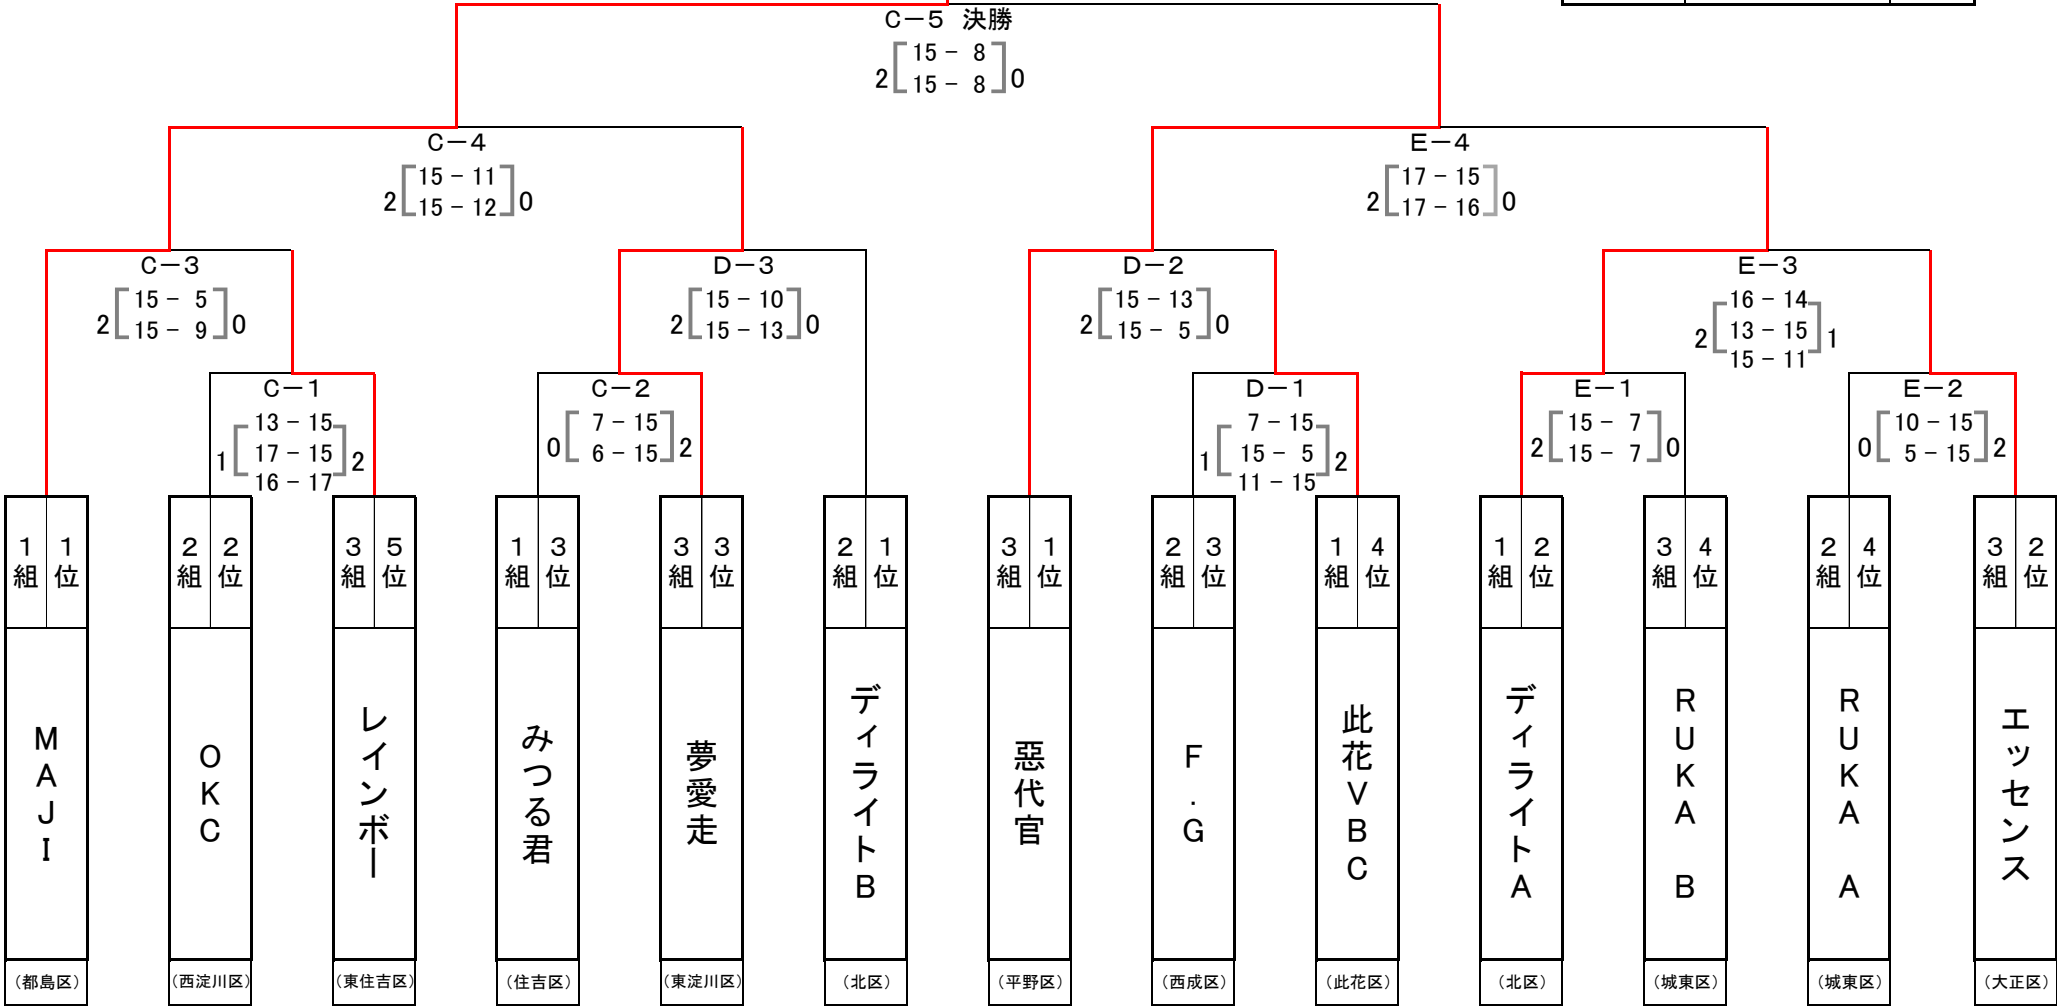 C－5 決勝
2 15－ 8 0
15－ 8
C－4
2 15－11 0
15－12
E－4
2 17－15 0
17－16
C－3
2 15－ 5 0
15－ 9
D－3
2 15－10 0
15－13
D－2
2 15－13 0
15－ 5
E－3
2 16－14 1
13－15
15－11
C－1
1 13－15 2
17－15
16－17
C－2
0 7－15 2
6－15
D－1
1 7－15 2
15－ 5
11－15
E－1
2 15－ 7 0
15－ 7
E－2
0 10－15 2
5－15
1組 1位
MAJI
（都島区）
2組 2位
OKC
（西淀川区）
3組 5位
レインボー
（東住吉区）
1組 3位
みつる君
（住吉区）
3組 3位
夢愛走
（東淀川区）
2組 1位
ディライトB
（北区）
3組 1位
惡代官
（平野区）
2組 3位
F.G
（西成区）
1組 4位
此花VBC
（此花区）
1組 2位
ディライトA
（北区）
3組 4位
RUKA B
（城東区）
2組 4位
RUKA A
（城東区）
3組 2位
エッセンス
（大正区）